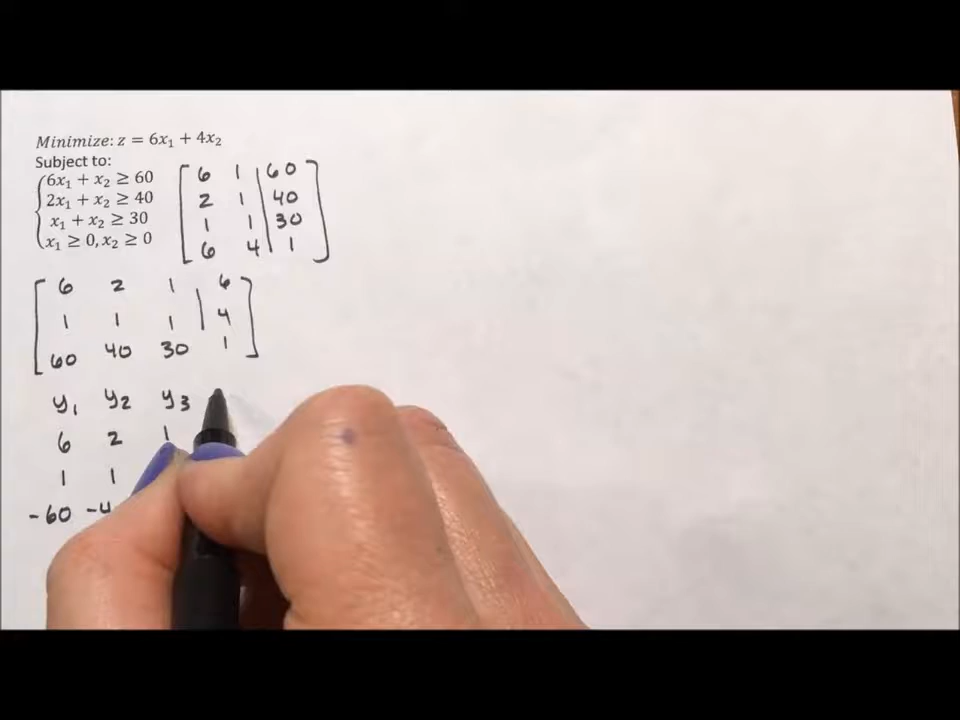 Minimize: z = 6x₁ + 4x₂
Subject to:
6x₁ + x₂ ≥ 60
2x₁ + x₂ ≥ 40
x₁ + x₂ ≥ 30
x₁ ≥ 0, x₂ ≥ 0
6 1 | 60
2 1 | 40
1 1 | 30
6 4 | 1
6 2 1 | 6
1 1 1 | 4
60 40 30 1
y₁ y₂ y₃
6 2 1
1 1
-60 -4